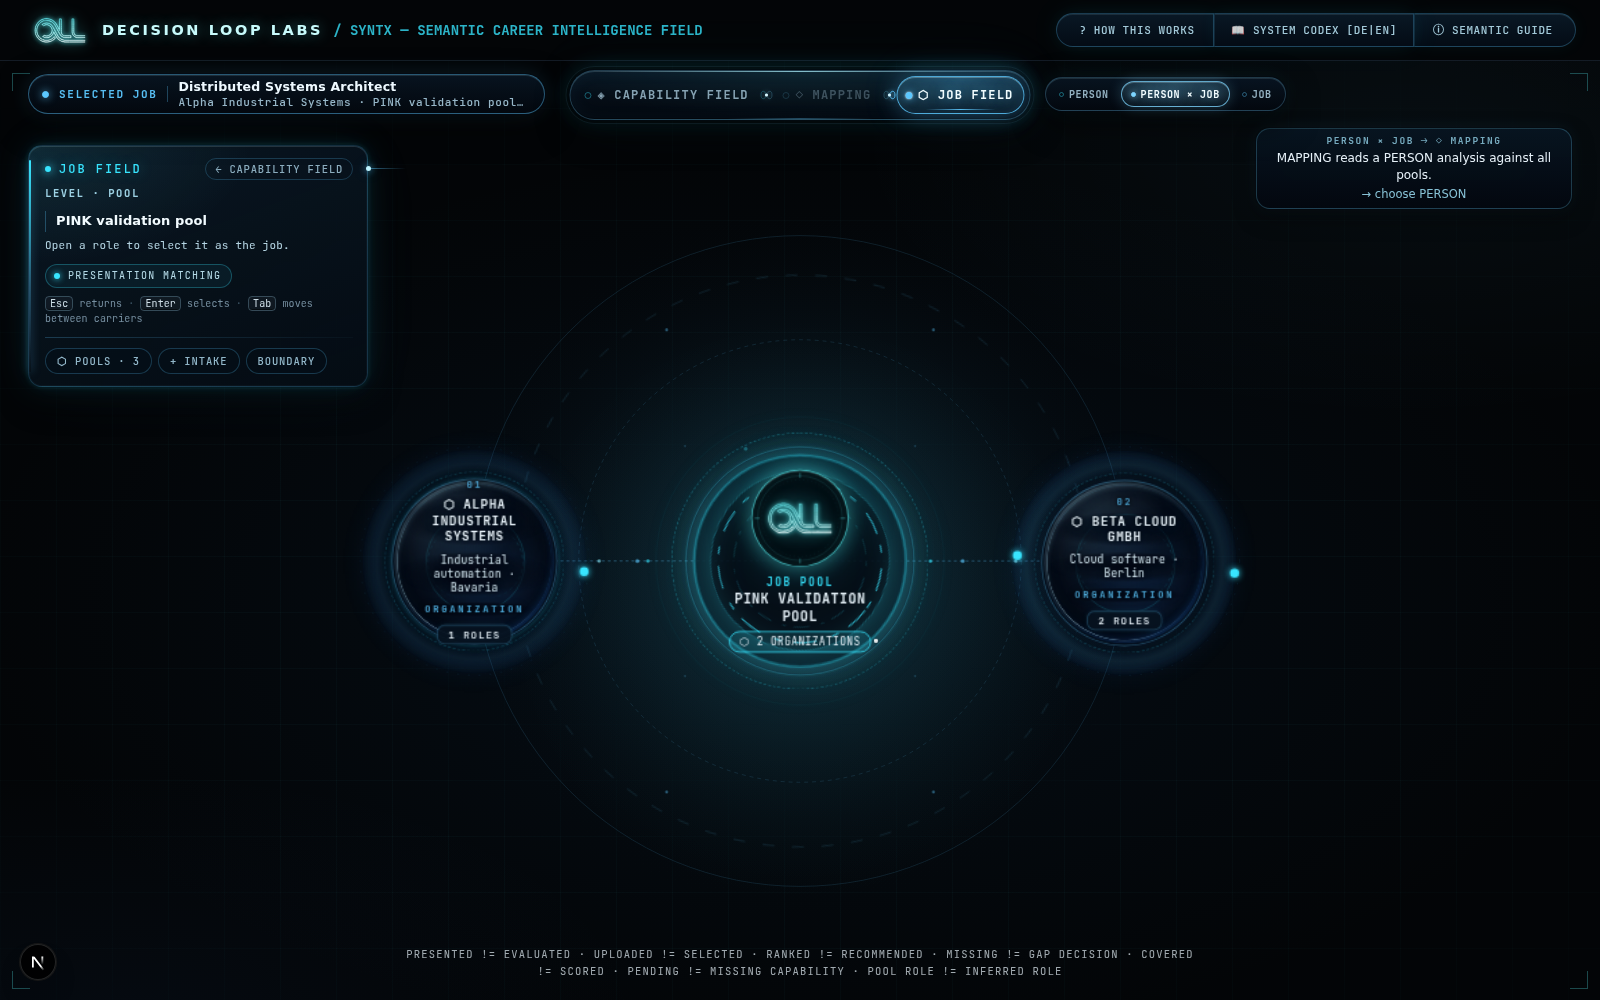 DLL DECISION LOOP LABS / SYNTX — SEMANTIC CAREER INTELLIGENCE FIELD
? HOW THIS WORKS
📖 SYSTEM CODEX [DE|EN]
ⓘ SEMANTIC GUIDE
SELECTED JOB
Distributed Systems Architect
Alpha Industrial Systems · PINK validation pool…
◈ CAPABILITY FIELD
◇ MAPPING
⬡ JOB FIELD
PERSON
PERSON × JOB
JOB
PERSON × JOB → ◇ MAPPING
MAPPING reads a PERSON analysis against all
pools.
→ choose PERSON
JOB FIELD
← CAPABILITY FIELD
LEVEL · POOL
PINK validation pool
Open a role to select it as the job.
PRESENTATION MATCHING
Esc returns · Enter selects · Tab moves
between carriers
⬡ POOLS · 3
+ INTAKE
BOUNDARY
01
⬡ ALPHA
INDUSTRIAL
SYSTEMS
Industrial
automation ·
Bavaria
ORGANIZATION
1 ROLES
DLL
JOB POOL
PINK VALIDATION
POOL
⬡ 2 ORGANIZATIONS
02
⬡ BETA CLOUD
GMBH
Cloud software ·
Berlin
ORGANIZATION
2 ROLES
PRESENTED != EVALUATED · UPLOADED != SELECTED · RANKED != RECOMMENDED · MISSING != GAP DECISION · COVERED
!= SCORED · PENDING != MISSING CAPABILITY · POOL ROLE != INFERRED ROLE
N